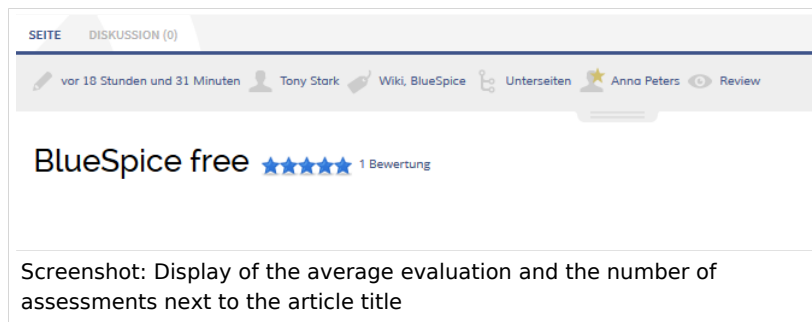 SEITE DISKUSSION (0)
vor 18 Stunden und 31 Minuten Tony Stark Wiki, BlueSpice Unterseiten Anna Peters Review
BlueSpice free 1 Bewertung
Screenshot: Display of the average evaluation and the number of
assessments next to the article title